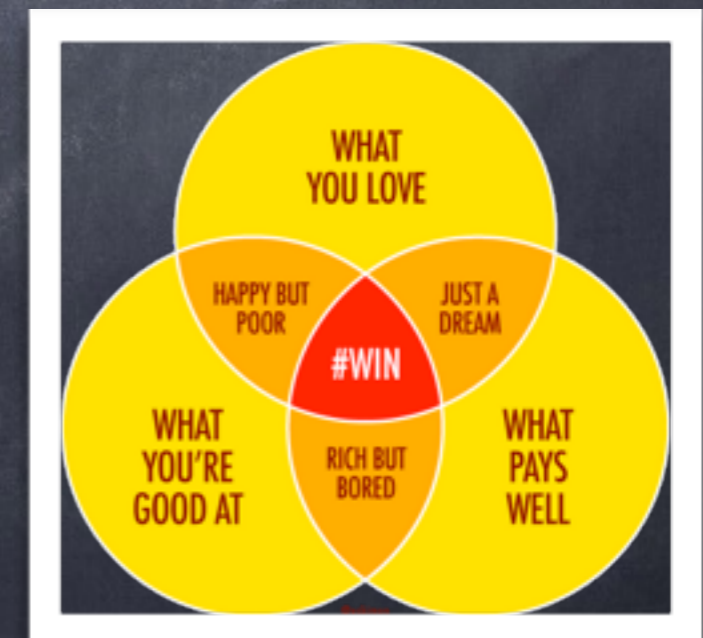 WHAT
YOU LOVE
HAPPY BUT
POOR
JUST A
DREAM
#WIN
WHAT
YOU'RE
GOOD AT
RICH BUT
BORED
WHAT
PAYS
WELL